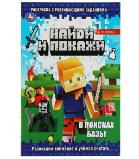 РАСКРАСКА С РАЗВИВАЮЩИМИ ЗАДАНИЯМИ
НАЙДИ
И ПОКАЖИ
В ПОИСКАХ
БАЗЫ
Развиваем внимание и учимся считать